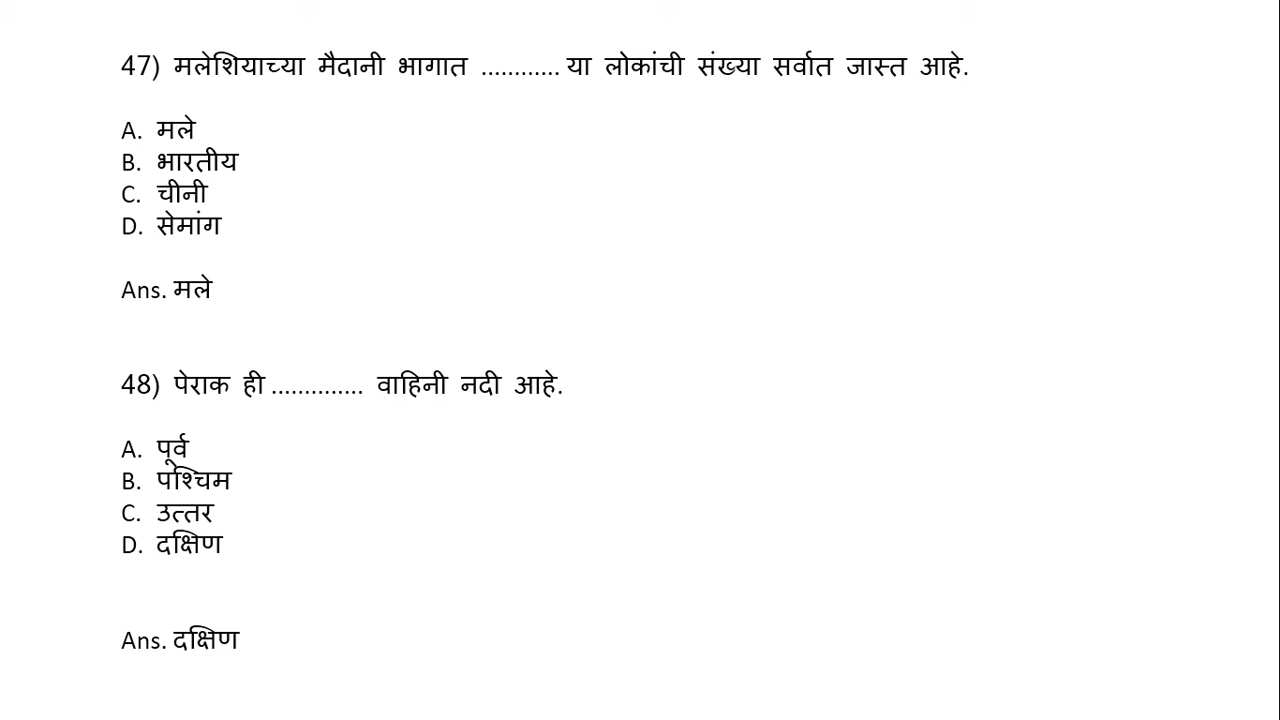 47) मलेशियाच्या मैदानी भागात ............ या लोकांची संख्या सर्वात जास्त आहे.
A. मले
B. भारतीय
C. चीनी
D. सेमांग
Ans. मले
48) पेराक ही .............. वाहिनी नदी आहे.
A. पूर्व
B. पश्चिम
C. उत्तर
D. दक्षिण
Ans. दक्षिण